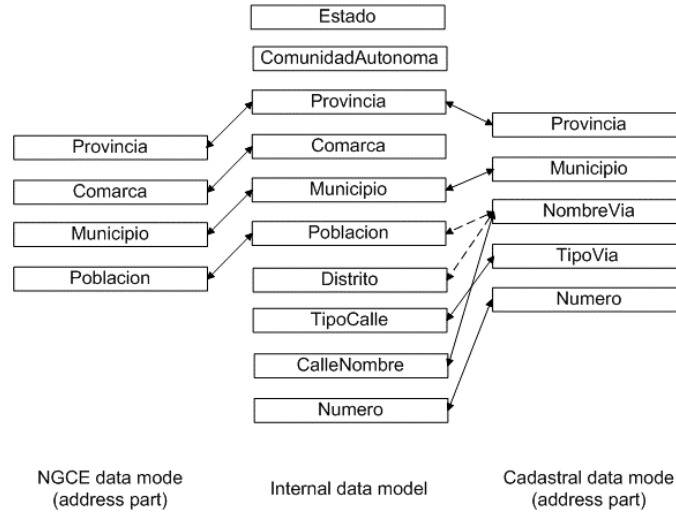 Estado
ComunidadAutonoma
Provincia
Comarca
Municipio
Poblacion
Distrito
TipoCalle
CalleNombre
Numero
Provincia
Comarca
Municipio
Poblacion
Provincia
Municipio
NombreVia
TipoVia
Numero
NGCE data mode
(address part)
Internal data model
Cadastral data mode
(address part)